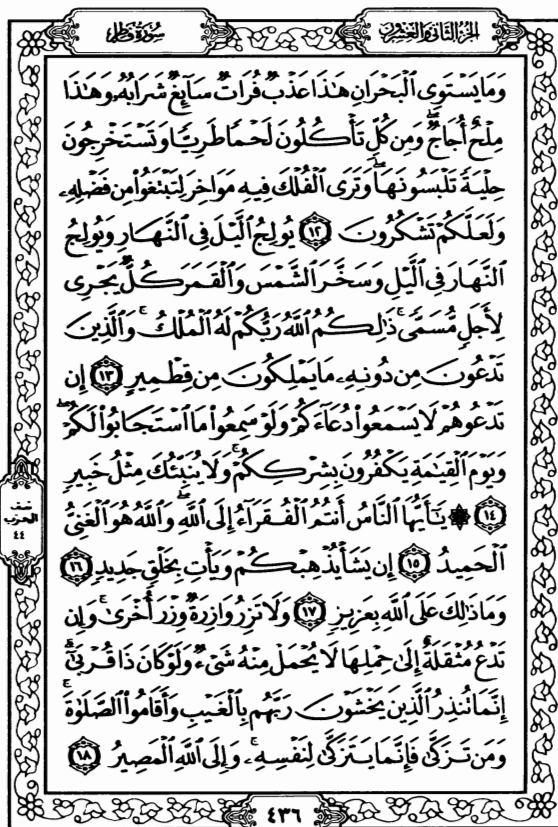 الجزء الثاني والعشرون
سورة فاطر
وَمَا يَسْتَوِى ٱلْبَحْرَانِ هَٰذَا عَذْبٌ فُرَاتٌ سَآئِغٌ شَرَابُهُۥ وَهَٰذَا
مِلْحٌ أُجَاجٌ ۖ وَمِن كُلٍّ تَأْكُلُونَ لَحْمًا طَرِيًّا وَتَسْتَخْرِجُونَ
حِلْيَةً تَلْبَسُونَهَا ۖ وَتَرَى ٱلْفُلْكَ فِيهِ مَوَاخِرَ لِتَبْتَغُوا۟ مِن فَضْلِهِۦ
وَلَعَلَّكُمْ تَشْكُرُونَ ١٢ يُولِجُ ٱلَّيْلَ فِى ٱلنَّهَارِ وَيُولِجُ
ٱلنَّهَارَ فِى ٱلَّيْلِ وَسَخَّرَ ٱلشَّمْسَ وَٱلْقَمَرَ كُلٌّ يَجْرِى
لِأَجَلٍ مُّسَمًّى ۚ ذَٰلِكُمُ ٱللَّهُ رَبُّكُمْ لَهُ ٱلْمُلْكُ ۚ وَٱلَّذِينَ
تَدْعُونَ مِن دُونِهِۦ مَا يَمْلِكُونَ مِن قِطْمِيرٍ ١٣ إِن
تَدْعُوهُمْ لَا يَسْمَعُوا۟ دُعَآءَكُمْ وَلَوْ سَمِعُوا۟ مَا ٱسْتَجَابُوا۟ لَكُمْ ۖ
وَيَوْمَ ٱلْقِيَٰمَةِ يَكْفُرُونَ بِشِرْكِكُمْ ۚ وَلَا يُنَبِّئُكَ مِثْلُ خَبِيرٍ
١٤ ۞ يَٰٓأَيُّهَا ٱلنَّاسُ أَنتُمُ ٱلْفُقَرَآءُ إِلَى ٱللَّهِ ۖ وَٱللَّهُ هُوَ ٱلْغَنِىُّ
ٱلْحَمِيدُ ١٥ إِن يَشَأْ يُذْهِبْكُمْ وَيَأْتِ بِخَلْقٍ جَدِيدٍ ١٦
وَمَا ذَٰلِكَ عَلَى ٱللَّهِ بِعَزِيزٍ ١٧ وَلَا تَزِرُ وَازِرَةٌ وِزْرَ أُخْرَىٰ ۚ وَإِن
تَدْعُ مُثْقَلَةٌ إِلَىٰ حِمْلِهَا لَا يُحْمَلْ مِنْهُ شَىْءٌ وَلَوْ كَانَ ذَا قُرْبَىٰٓ ۗ
إِنَّمَا تُنذِرُ ٱلَّذِينَ يَخْشَوْنَ رَبَّهُم بِٱلْغَيْبِ وَأَقَامُوا۟ ٱلصَّلَوٰةَ ۚ
وَمَن تَزَكَّىٰ فَإِنَّمَا يَتَزَكَّىٰ لِنَفْسِهِۦ ۚ وَإِلَى ٱللَّهِ ٱلْمَصِيرُ ١٨
نصف
الحزب
٤٤
٤٣٦